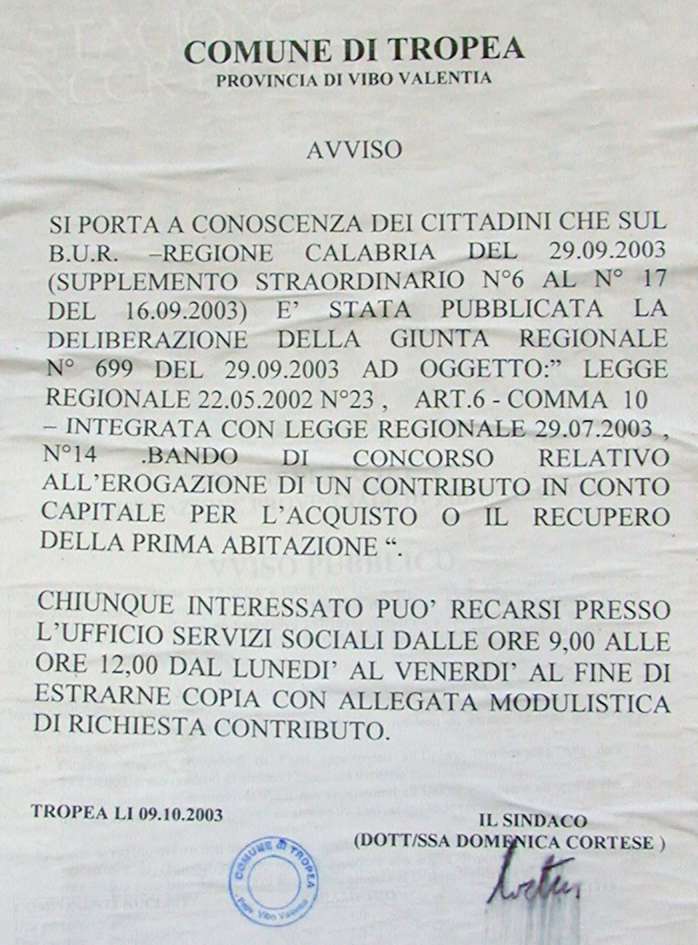 COMUNE DI TROPEA
PROVINCIA DI VIBO VALENTIA
AVVISO
SI PORTA A CONOSCENZA DEI CITTADINI CHE SUL
B.U.R. –REGIONE CALABRIA DEL 29.09.2003
(SUPPLEMENTO STRAORDINARIO N°6 AL N° 17
DEL 16.09.2003) E’ STATA PUBBLICATA LA
DELIBERAZIONE DELLA GIUNTA REGIONALE
N° 699 DEL 29.09.2003 AD OGGETTO:” LEGGE
REGIONALE 22.05.2002 N°23 , ART.6 - COMMA 10
– INTEGRATA CON LEGGE REGIONALE 29.07.2003 ,
N°14 .BANDO DI CONCORSO RELATIVO
ALL’EROGAZIONE DI UN CONTRIBUTO IN CONTO
CAPITALE PER L’ACQUISTO O IL RECUPERO
DELLA PRIMA ABITAZIONE “.
CHIUNQUE INTERESSATO PUO’ RECARSI PRESSO
L’UFFICIO SERVIZI SOCIALI DALLE ORE 9,00 ALLE
ORE 12,00 DAL LUNEDI’ AL VENERDI’ AL FINE DI
ESTRARNE COPIA CON ALLEGATA MODULISTICA
DI RICHIESTA CONTRIBUTO.
TROPEA LI 09.10.2003
IL SINDACO
(DOTT/SSA DOMENICA CORTESE )
COMUNE DI TROPEA
Prov. Vibo Valentia